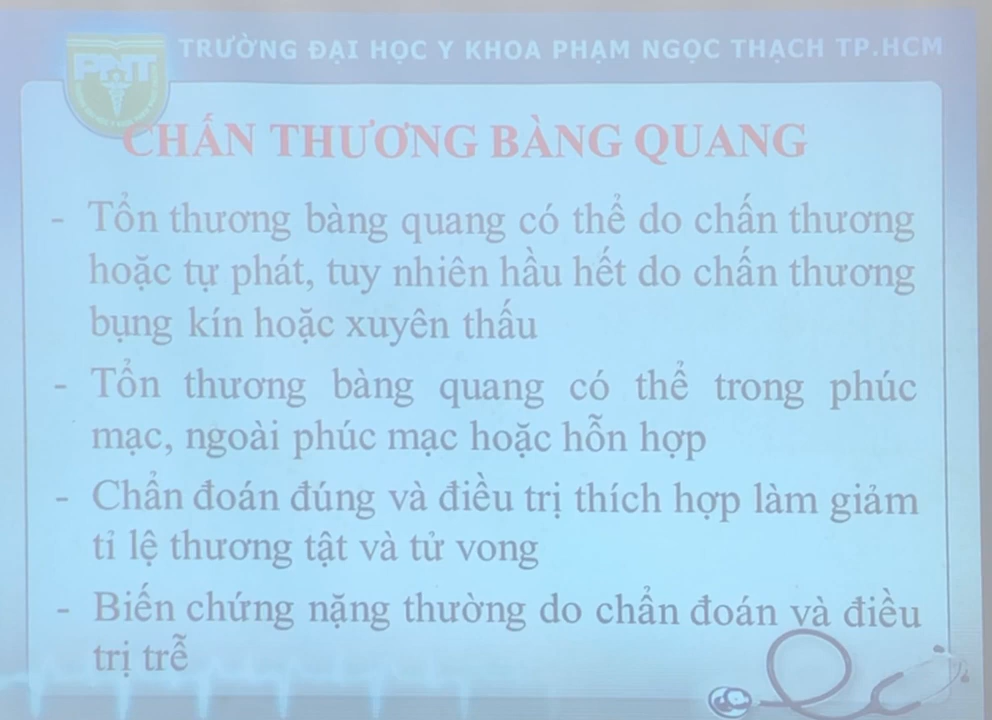 TRƯỜNG ĐẠI HỌC Y KHOA PHẠM NGỌC THẠCH TP.HCM
PNT
CHẤN THƯƠNG BÀNG QUANG
- Tổn thương bàng quang có thể do chấn thương
hoặc tự phát, tuy nhiên hầu hết do chấn thương
bụng kín hoặc xuyên thấu
- Tổn thương bàng quang có thể trong phúc
mạc, ngoài phúc mạc hoặc hỗn hợp
- Chẩn đoán đúng và điều trị thích hợp làm giảm
tỉ lệ thương tật và tử vong
- Biến chứng nặng thường do chẩn đoán và điều
trị trễ